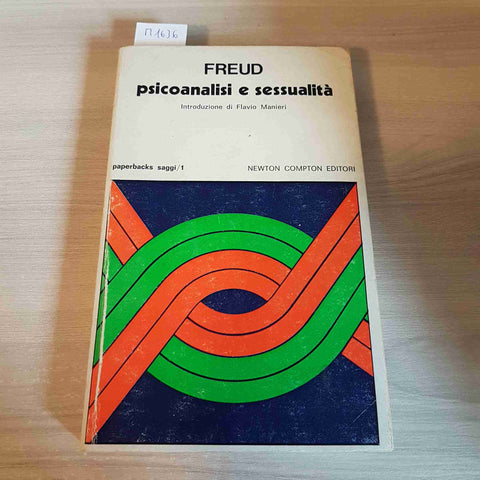 FREUD
psicoanalisi e sessualità
Introduzione di Flavio Manieri
paperbacks saggi/1 NEWTON COMPTON EDITORI